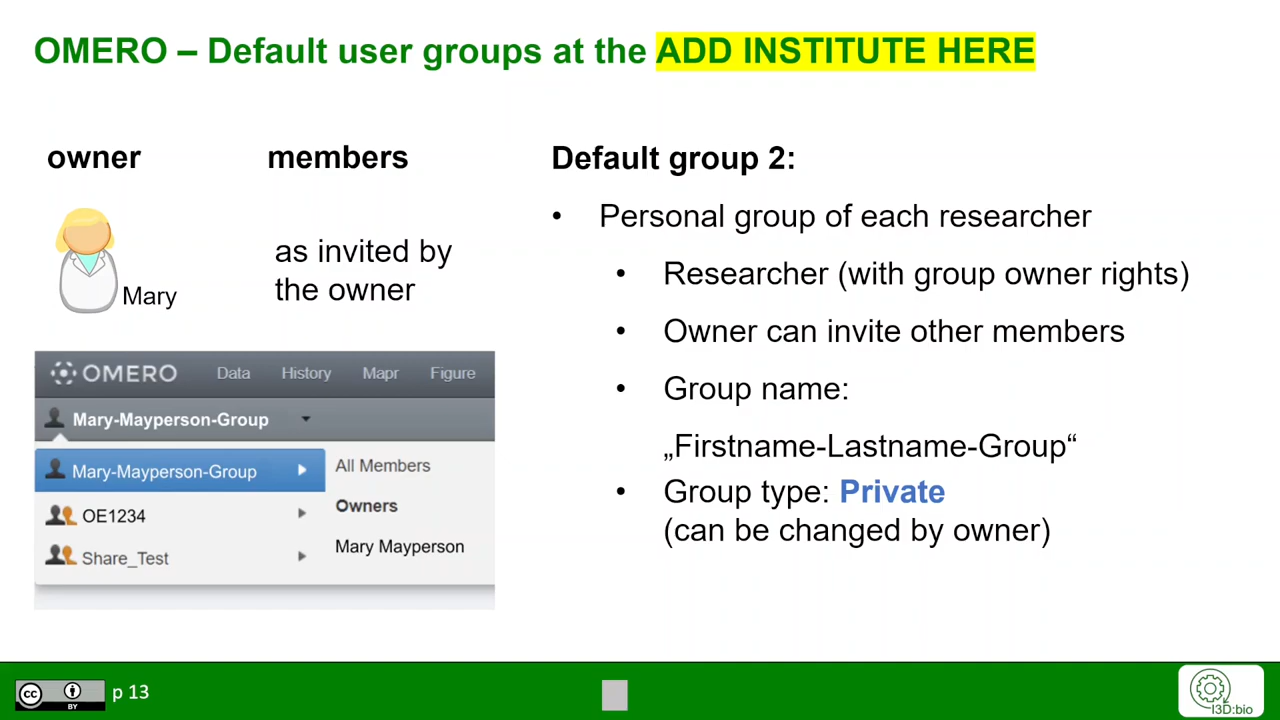 OMERO – Default user groups at the ADD INSTITUTE HERE
owner
members
Mary
as invited by
the owner
OMERO Data History Mapr Figure
Mary-Mayperson-Group
Mary-Mayperson-Group
OE1234
Share_Test
All Members
Owners
Mary Mayperson
Default group 2:
• Personal group of each researcher
• Researcher (with group owner rights)
• Owner can invite other members
• Group name:
„Firstname-Lastname-Group“
• Group type: Private
(can be changed by owner)
cc BY
p 13
I3D:bio